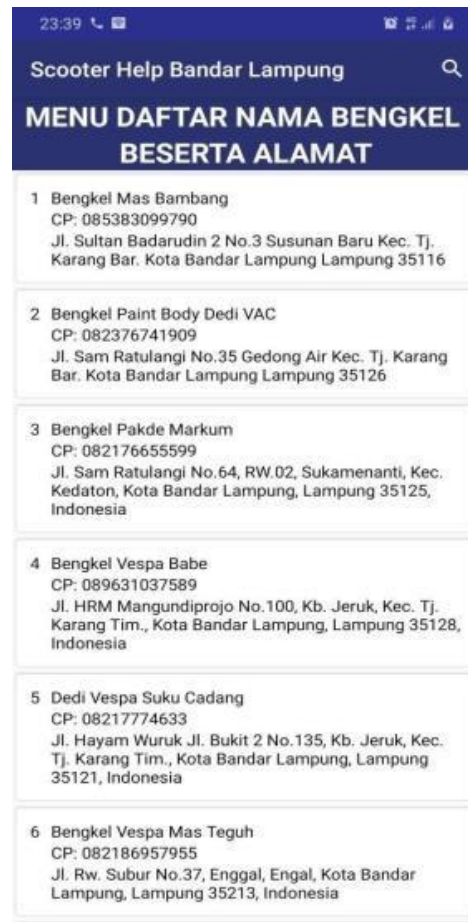 23:39
Scooter Help Bandar Lampung
MENU DAFTAR NAMA BENGKEL
BESERTA ALAMAT
1 Bengkel Mas Bambang
CP: 085383099790
Jl. Sultan Badarudin 2 No.3 Susunan Baru Kec. Tj.
Karang Bar. Kota Bandar Lampung Lampung 35116
2 Bengkel Paint Body Dedi VAC
CP: 082376741909
Jl. Sam Ratulangi No.35 Gedong Air Kec. Tj. Karang
Bar. Kota Bandar Lampung Lampung 35126
3 Bengkel Pakde Markum
CP: 082176655599
Jl. Sam Ratulangi No.64, RW.02, Sukamenanti, Kec.
Kedaton, Kota Bandar Lampung, Lampung 35125,
Indonesia
4 Bengkel Vespa Babe
CP: 089631037589
Jl. HRM Mangundiprojo No.100, Kb. Jeruk, Kec. Tj.
Karang Tim., Kota Bandar Lampung, Lampung 35128,
Indonesia
5 Dedi Vespa Suku Cadang
CP: 08217774633
Jl. Hayam Wuruk Jl. Bukit 2 No.135, Kb. Jeruk, Kec.
Tj. Karang Tim., Kota Bandar Lampung, Lampung
35121, Indonesia
6 Bengkel Vespa Mas Teguh
CP: 082186957955
Jl. Rw. Subur No.37, Enggal, Engal, Kota Bandar
Lampung, Lampung 35213, Indonesia